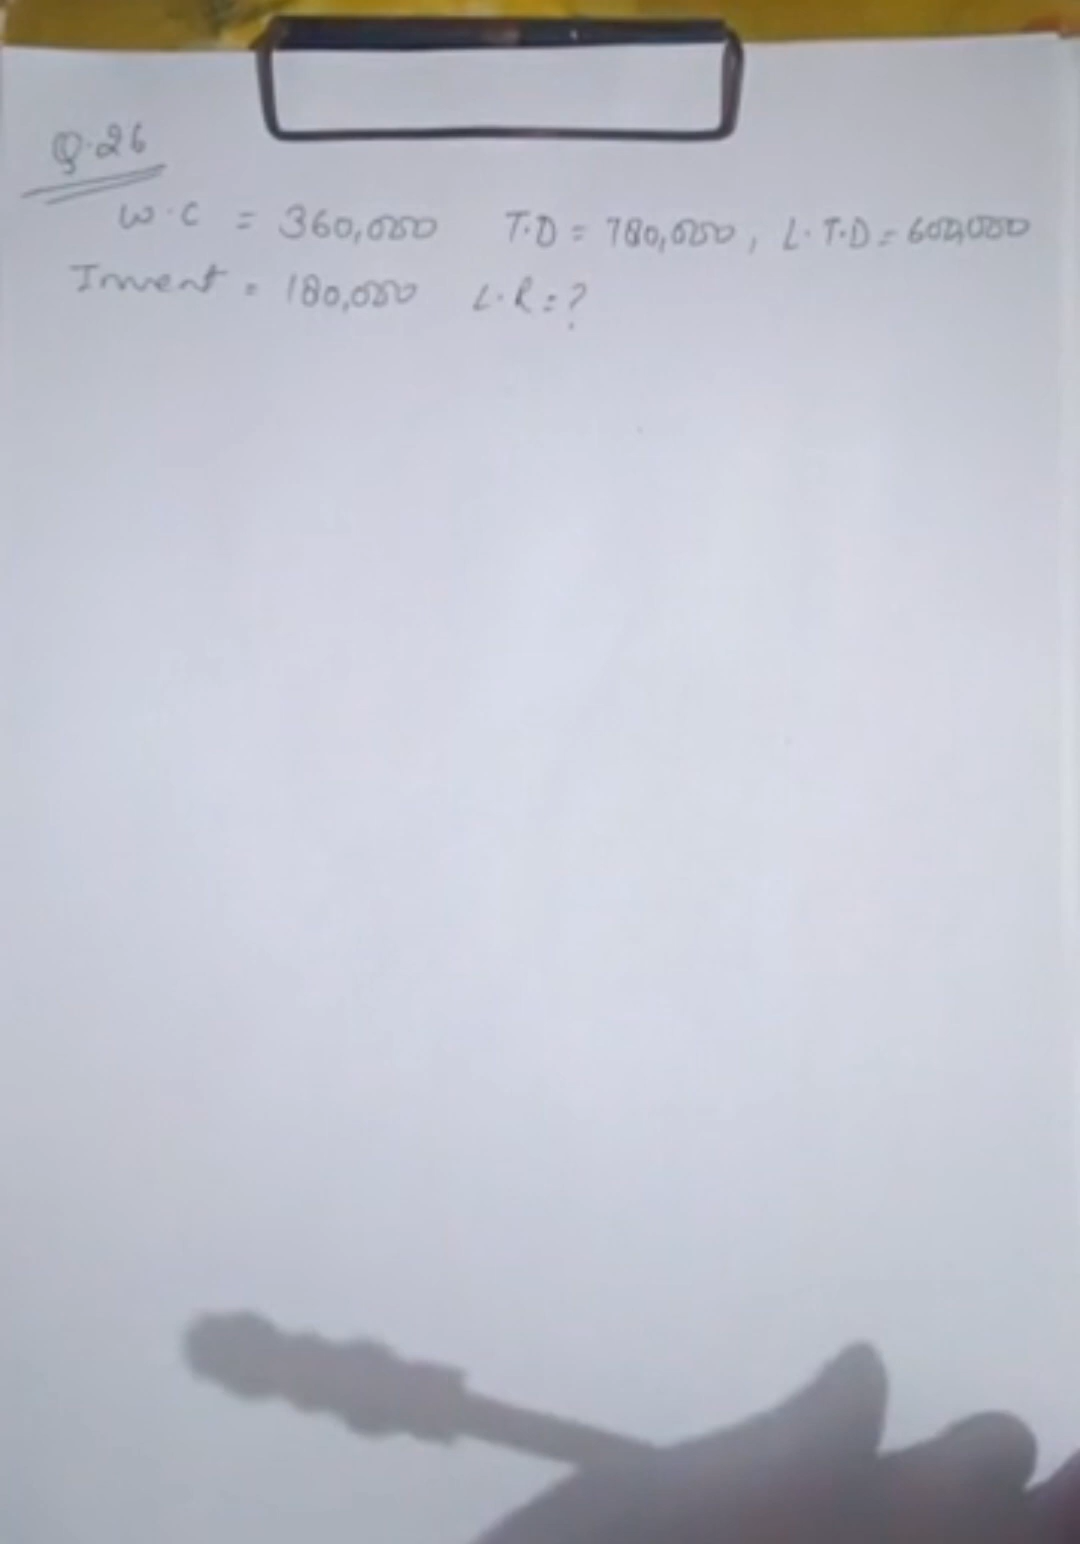 Q.26
W.C = 360,000 T.D = 780,000, L.T.D = 600,000
Invent = 180,000 L.R = ?